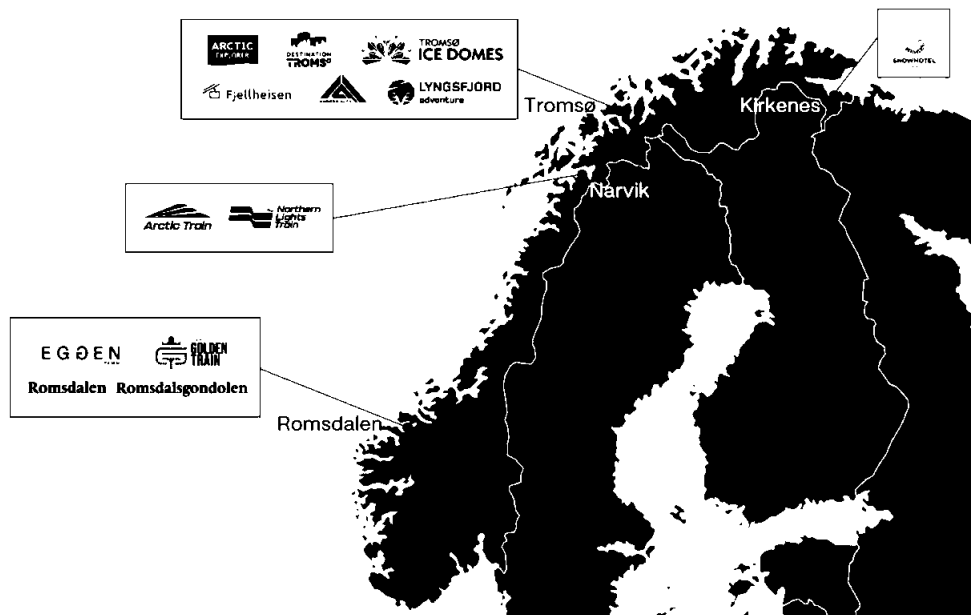 ARCTIC
EXPLORER
DESTINATION
TROMSØ
TROMSØ
ICE DOMES
Fjellheisen
LYNGSFJORD
adventure
SNOWHOTEL
Tromsø
Kirkenes
Narvik
Arctic Train
Northern
Lights
Train
EGGEN
GOLDEN
TRAIN
Romsdalen Romsdalsgondolen
Romsdalen